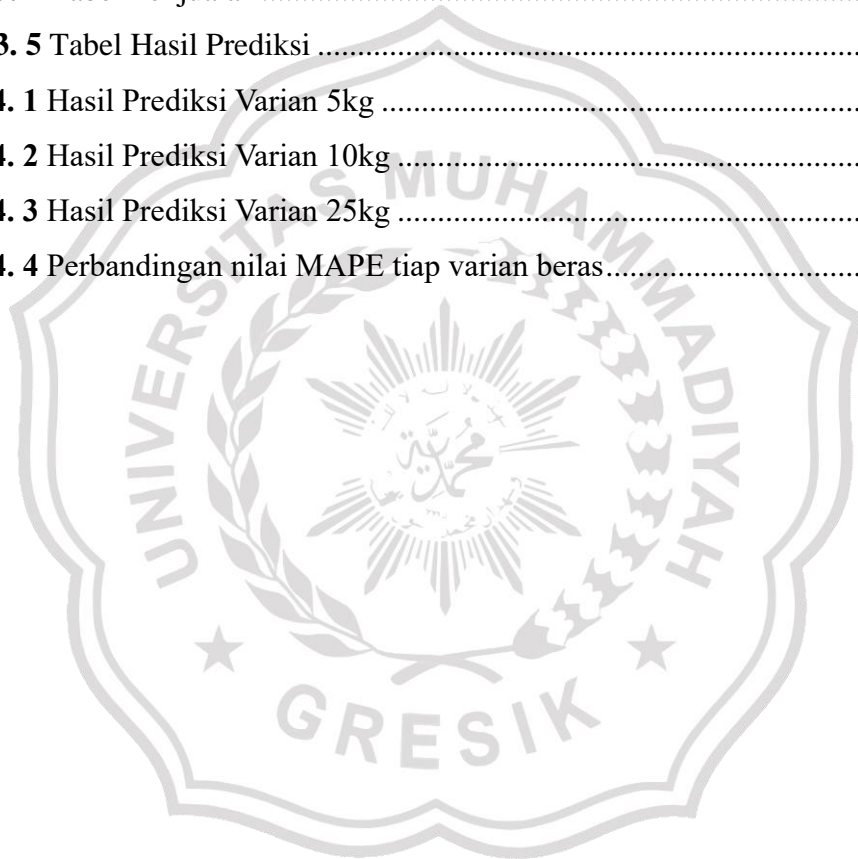 3. 5 Tabel Hasil Prediksi ........................................................................
4. 1 Hasil Prediksi Varian 5kg ................................................................
4. 2 Hasil Prediksi Varian 10kg ..............................................................
4. 3 Hasil Prediksi Varian 25kg ..............................................................
4. 4 Perbandingan nilai MAPE tiap varian beras...................................
UNIVERSITAS MUHAMMADIYAH
GRESIK